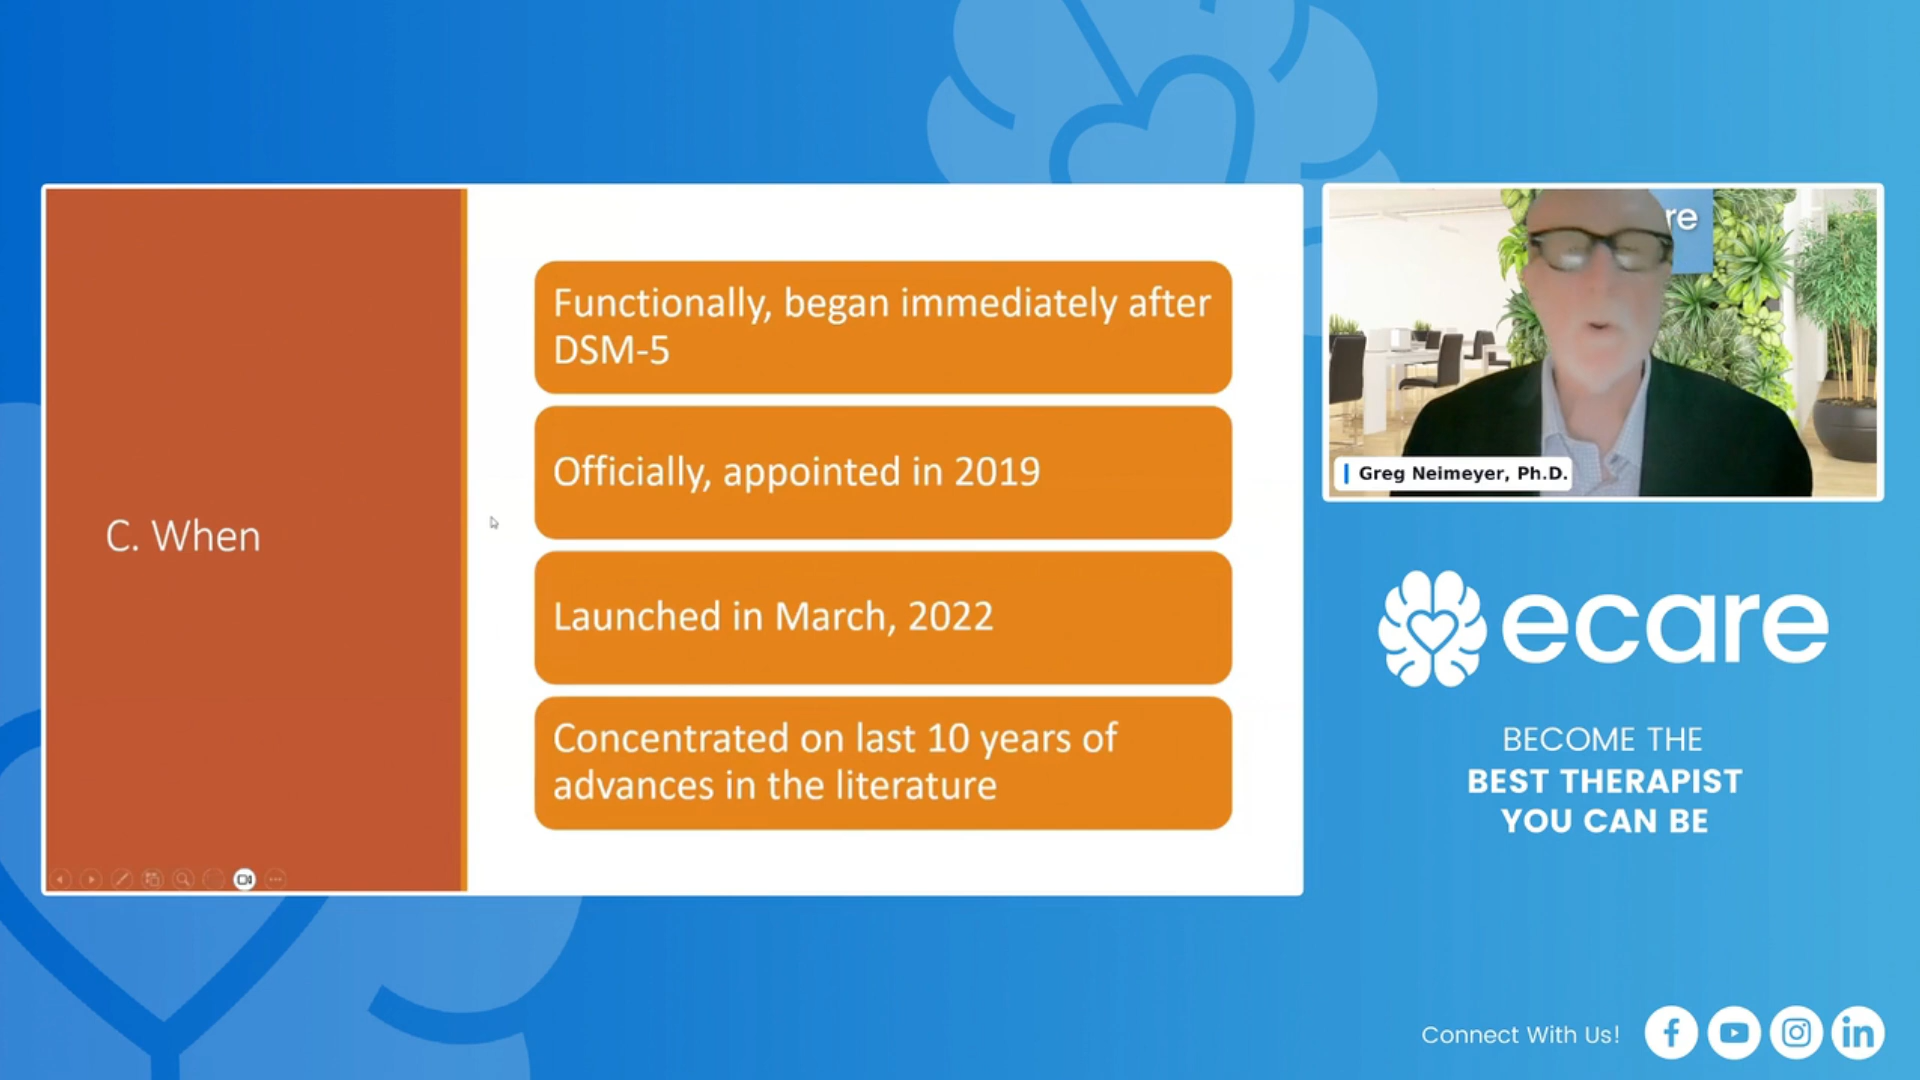 C. When
Functionally, began immediately after
DSM-5
Officially, appointed in 2019
Launched in March, 2022
Concentrated on last 10 years of
advances in the literature
re
Greg Neimeyer, Ph.D.
ecare
BECOME THE
BEST THERAPIST
YOU CAN BE
Connect With Us!